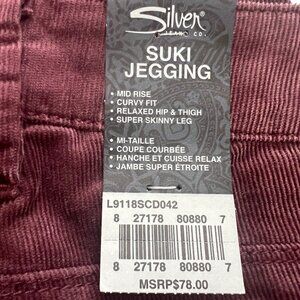 Silver
JEANS CO.
SUKI
JEGGING
• MID RISE
• CURVY FIT
• RELAXED HIP & THIGH
• SUPER SKINNY LEG
• MI-TAILLE
• COUPE COURBÉE
• HANCHE ET CUISSE RELAX
• JAMBE SUPER ÉTROITE
L9118SCD042
8 27178 80880 7
8 27178 80880 7
MSRP$78.00